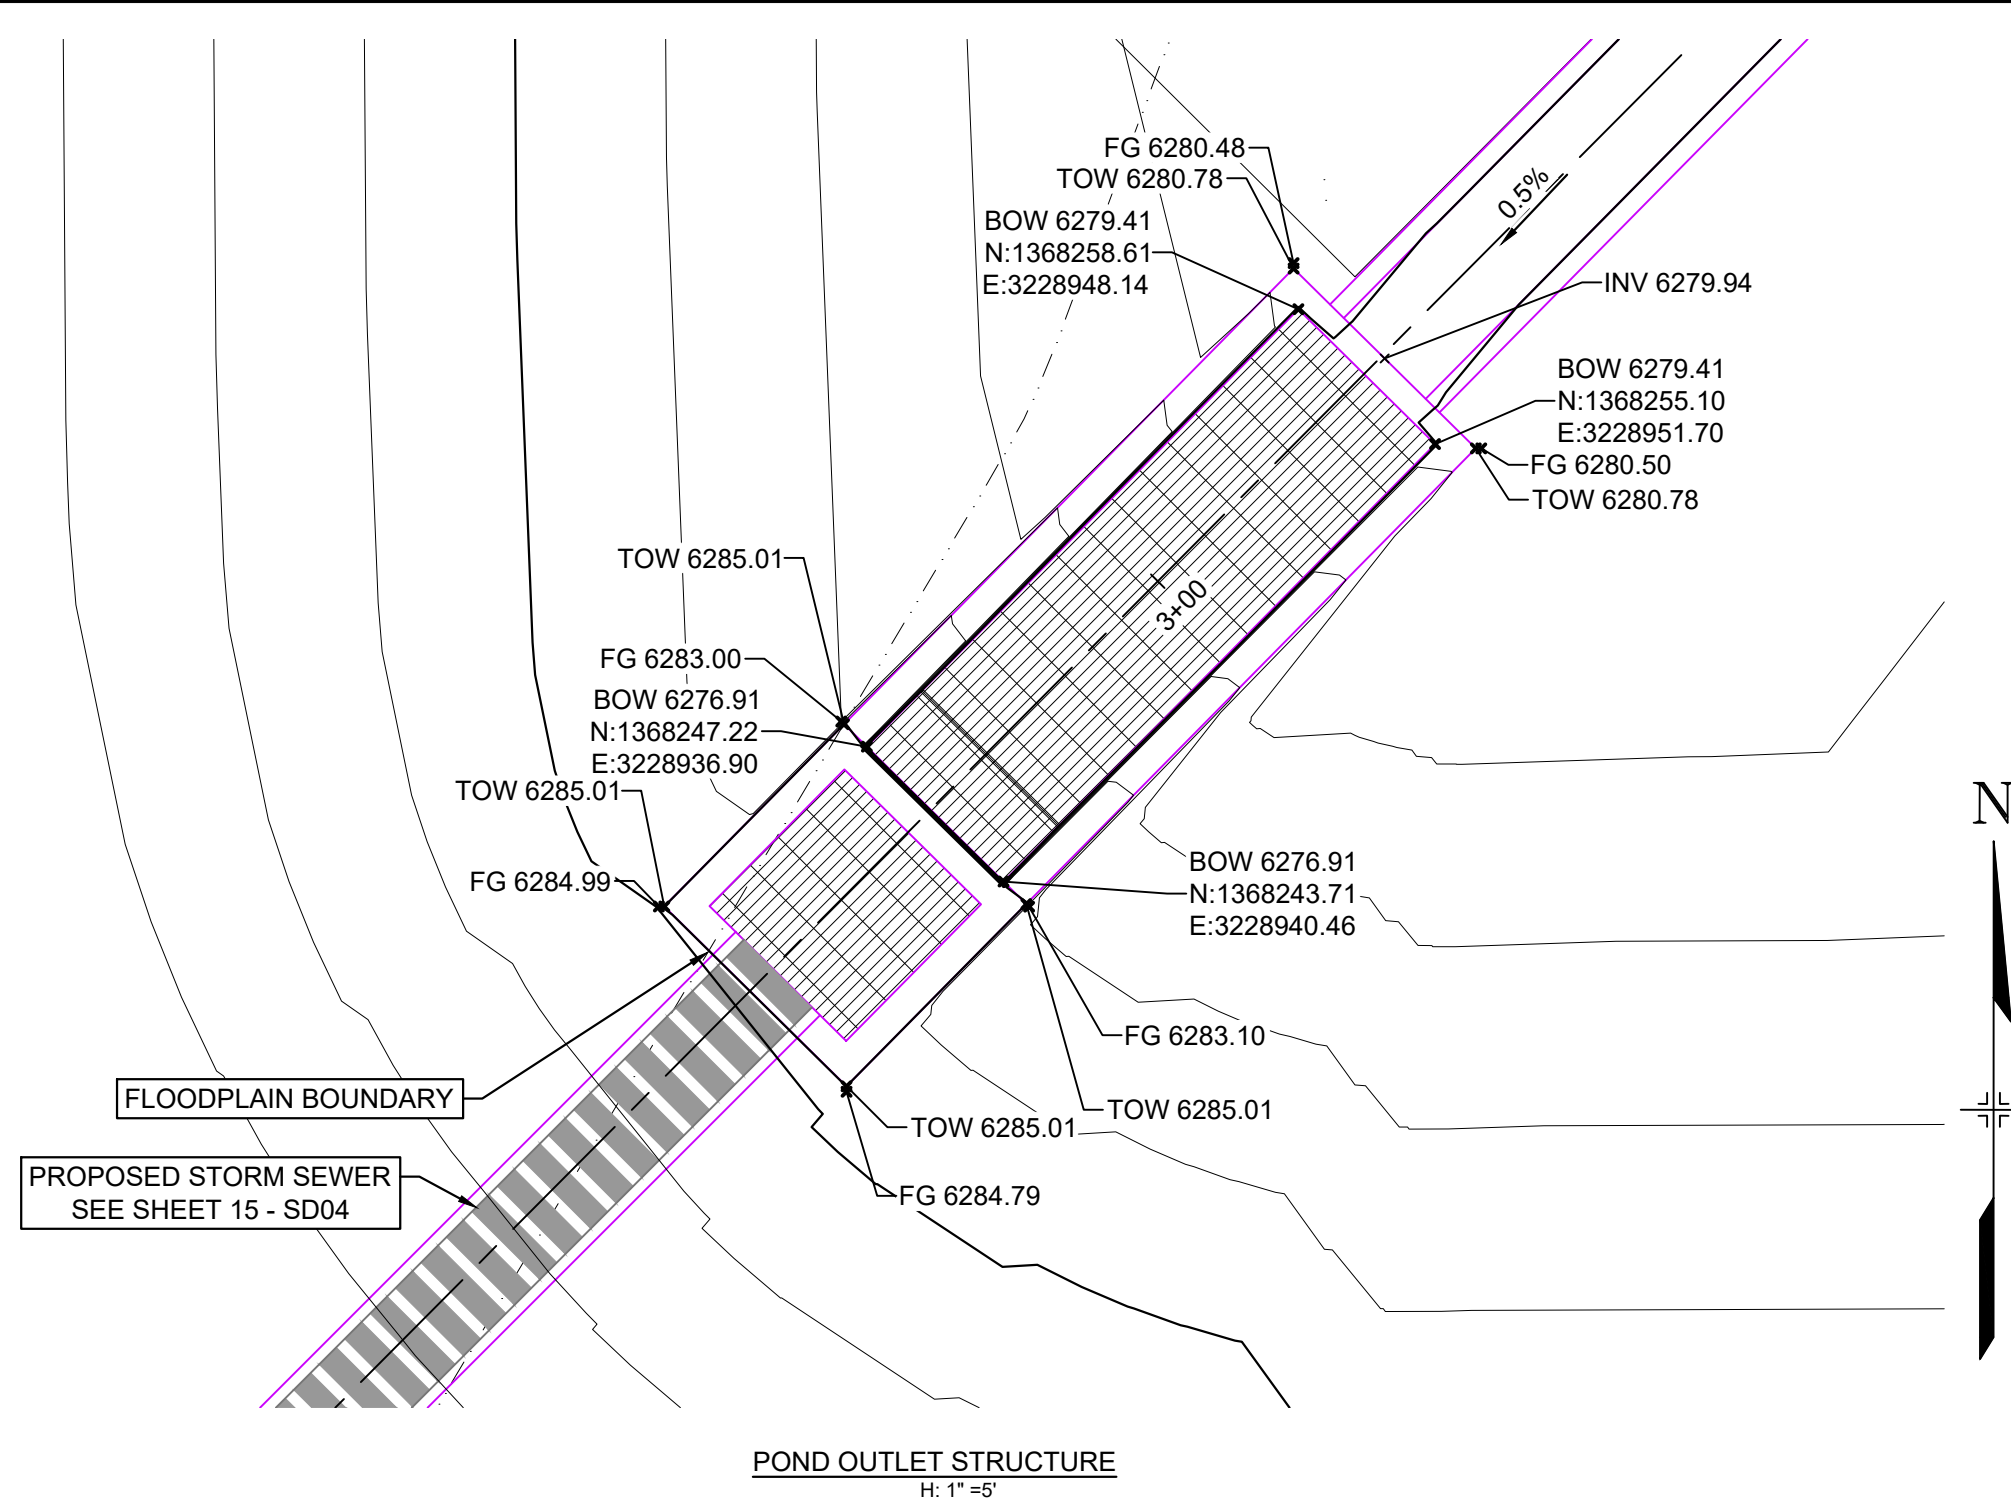 FG 6280.48
TOW 6280.78
BOW 6279.41
N:1368258.61
E:3228948.14
0.5%
INV 6279.94
BOW 6279.41
N:1368255.10
E:3228951.70
FG 6280.50
TOW 6280.78
TOW 6285.01
3+00
FG 6283.00
BOW 6276.91
N:1368247.22
E:3228936.90
TOW 6285.01
N
FG 6284.99
BOW 6276.91
N:1368243.71
E:3228940.46
FG 6283.10
FLOODPLAIN BOUNDARY
TOW 6285.01
TOW 6285.01
PROPOSED STORM SEWER
SEE SHEET 15 - SD04
FG 6284.79
POND OUTLET STRUCTURE
H: 1" =5'